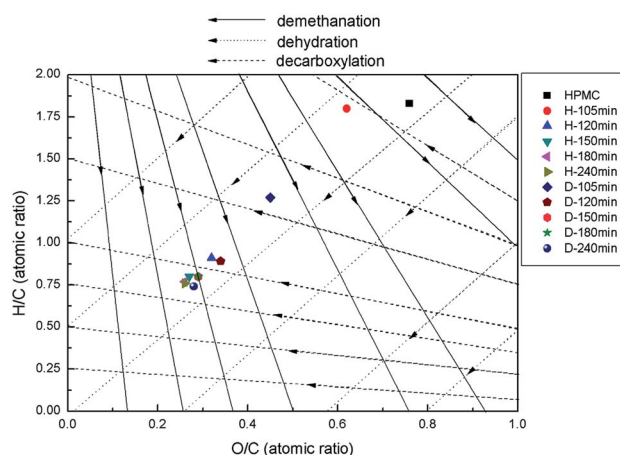 demethanation
dehydration
decarboxylation
2.00
1.75
1.50
1.25
1.00
0.75
0.50
0.25
0.00
H/C (atomic ratio)
0.0
0.2
0.4
0.6
0.8
1.0
O/C (atomic ratio)
HPMC
H-105min
H-120min
H-150min
H-180min
H-240min
D-105min
D-120min
D-150min
D-180min
D-240min